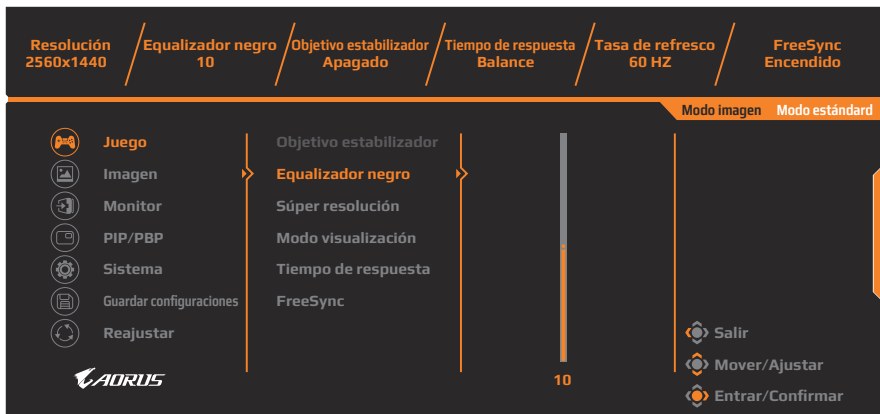 Resolución
2560x1440
Equalizador negro
10
Objetivo estabilizador
Apagado
Tiempo de respuesta
Balance
Tasa de refresco
60 HZ
FreeSync
Encendido
Modo imagen Modo estándard
Juego
Imagen
Monitor
PIP/PBP
Sistema
Guardar configuraciones
Reajustar
Objetivo estabilizador
Equalizador negro
Súper resolución
Modo visualización
Tiempo de respuesta
FreeSync
10
Salir
Mover/Ajustar
Entrar/Confirmar
AORUS